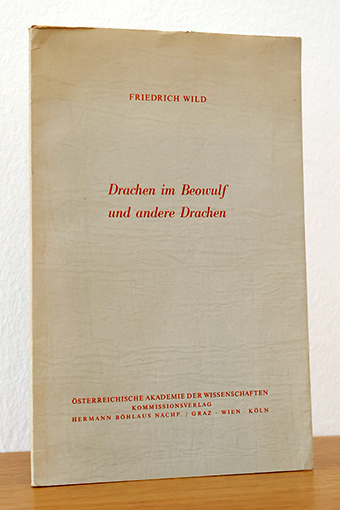 FRIEDRICH WILD
Drachen im Beowulf
und andere Drachen
ÖSTERREICHISCHE AKADEMIE DER WISSENSCHAFTEN
KOMMISSIONSVERLAG
HERMANN BÖHLAUS NACHF. / GRAZ - WIEN - KÖLN